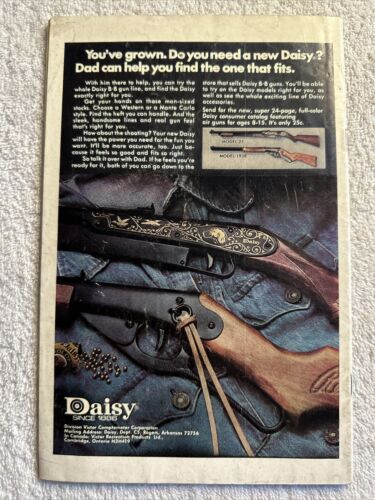 You've grown. Do you need a new Daisy?
Dad can help you find the one that fits.
With him there to help, you can try the
whole Daisy B·B gun line, and find the Daisy
exactly right for you.
Get your hands on those man-sized
stocks. Choose a Western or a Monte Carlo
style. Find the heft you can handle. And the
sleek, handsome lines and real gun feel
that's right for you.
How about the shooting? Your new Daisy
will have the power you need for the fun you
want. It'll be more accurate, too. Just be-
cause it feels so good and fits so right.
So talk it over with Dad. If he feels you're
ready for it, both of you can go down to the
store that sells Daisy B·B guns. You'll be able
to try on the Daisy models right for you, as
well as see the whole exciting line of Daisy
accessories.
Send for the new, super 24-page, full-color
Daisy consumer catalog featuring
air guns for ages 8-15. It's only 25c.
MODEL 25
MODEL 1938
Daisy
Daisy
SINCE 1886
Division Victor Comptometer Corporation
Mailing Address: Daisy, Dept. C5, Rogers, Arkansas 72756
In Canada: Victor Recreation Products Ltd.,
Cambridge, Ontario